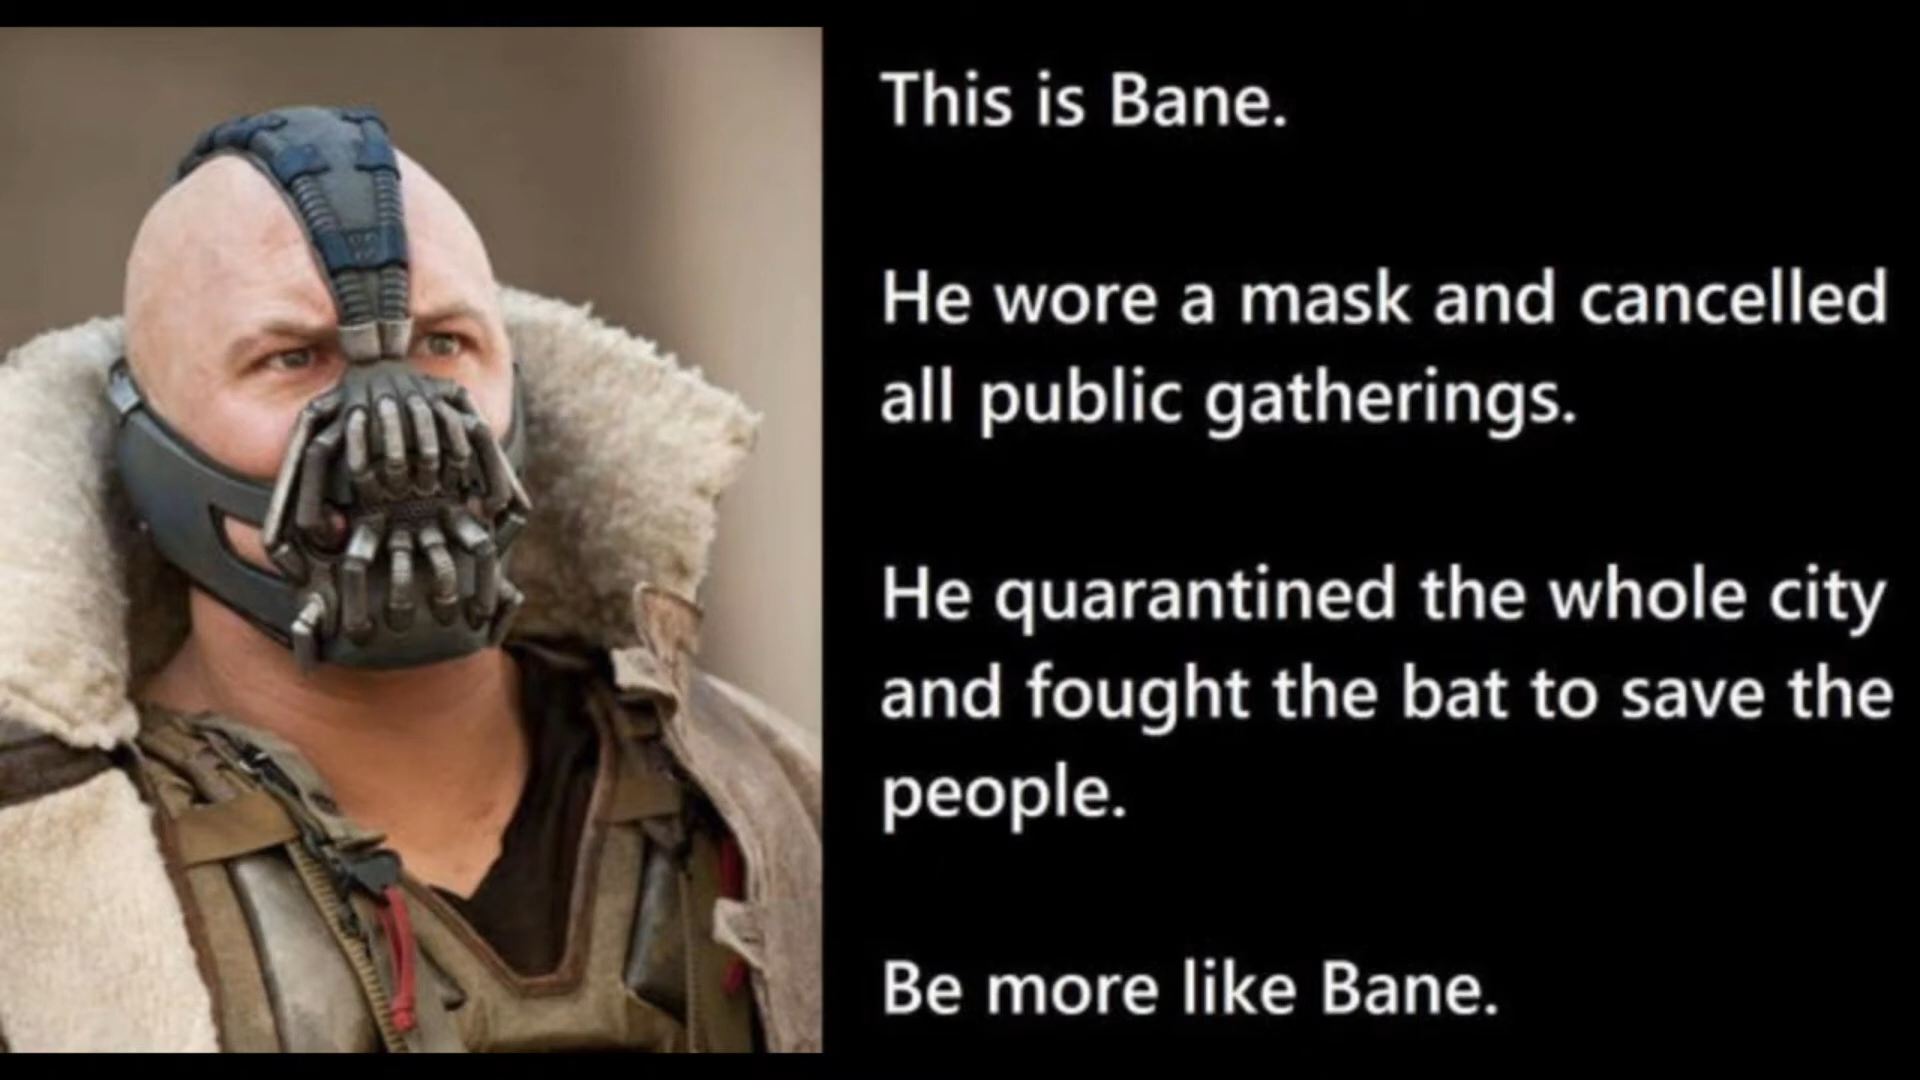 This is Bane.
He wore a mask and cancelled
all public gatherings.
He quarantined the whole city
and fought the bat to save the
people.
Be more like Bane.